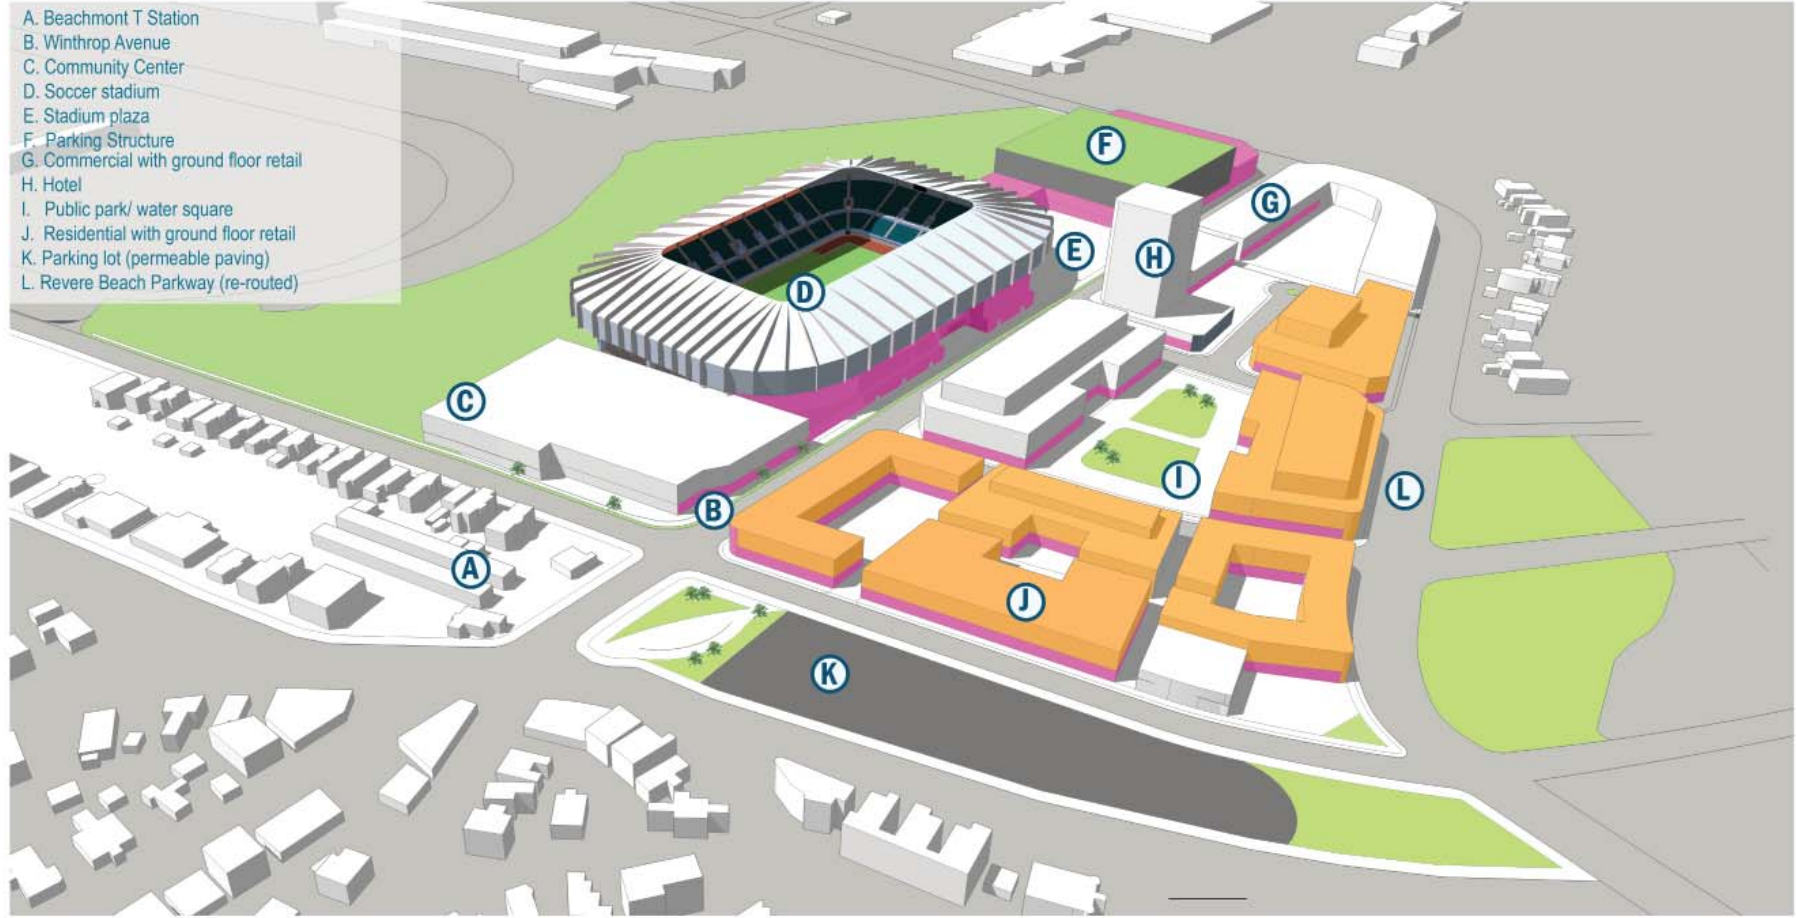 A. Beachmont T Station
B. Winthrop Avenue
C. Community Center
D. Soccer stadium
E. Stadium plaza
F. Parking Structure
G. Commercial with ground floor retail
H. Hotel
I. Public park/ water square
J. Residential with ground floor retail
K. Parking lot (permeable paving)
L. Revere Beach Parkway (re-routed)
F
G
E
H
D
C
I
L
B
A
J
K